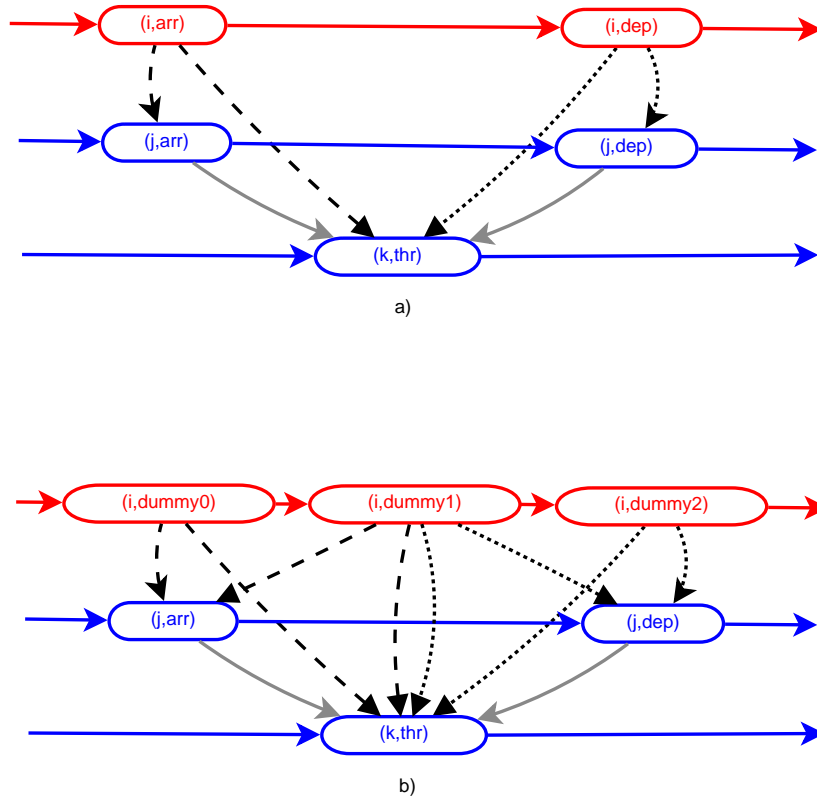 (i,arr) (i,dep)
(j,arr) (j,dep)
(k,thr)
a)
(i,dummy0) (i,dummy1) (i,dummy2)
(j,arr) (j,dep)
(k,thr)
b)